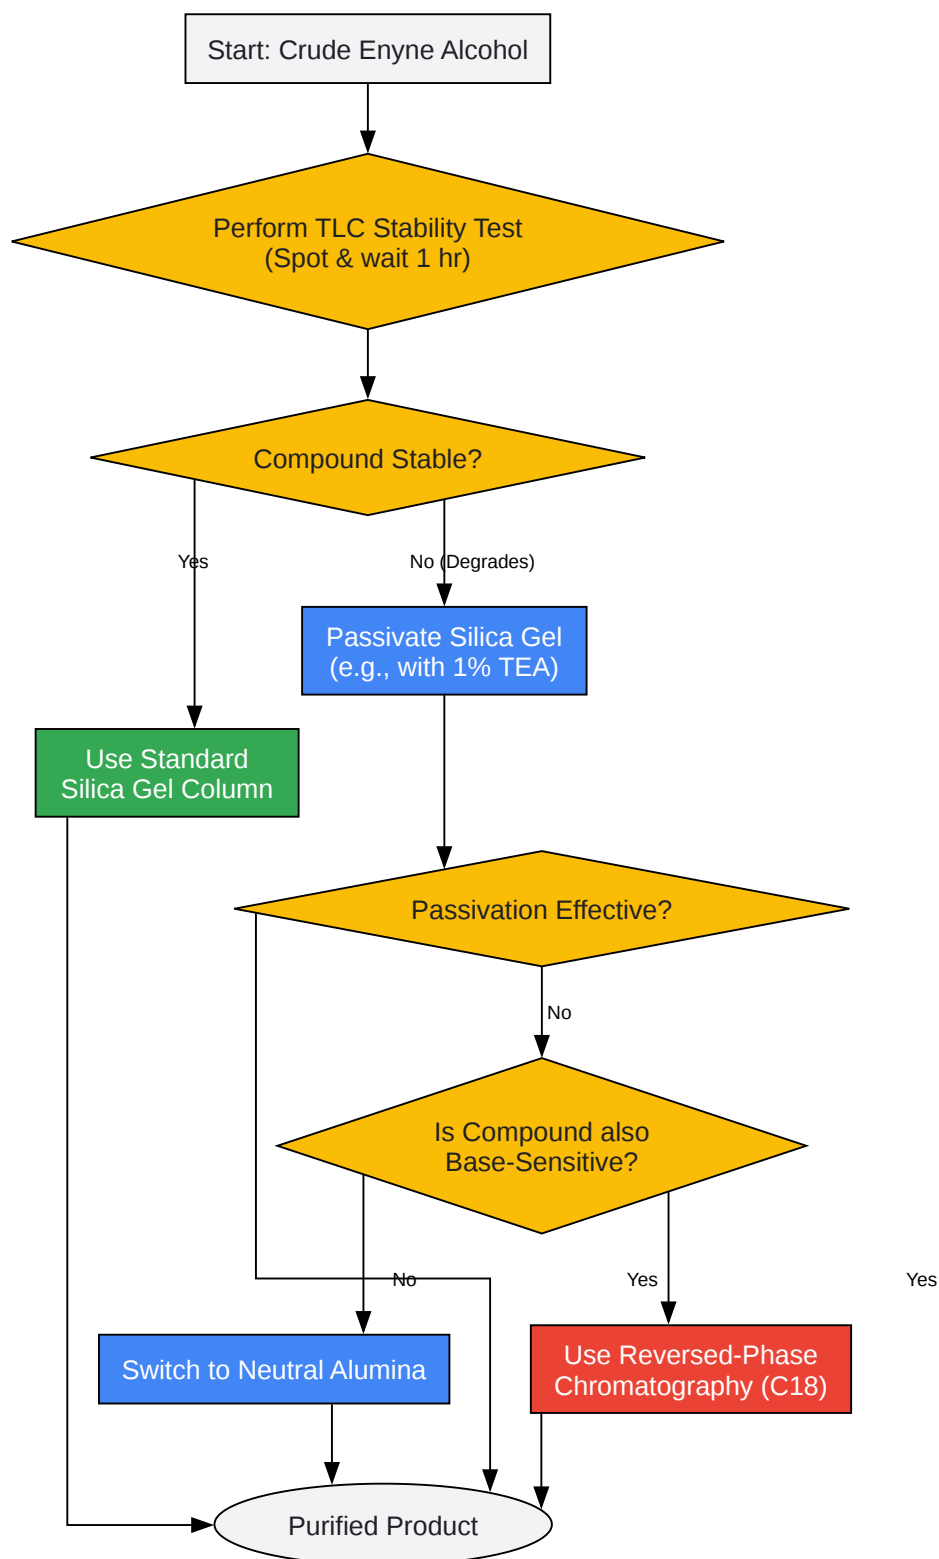 Start: Crude Enyne Alcohol
Perform TLC Stability Test
(Spot & wait 1 hr)
Compound Stable?
Yes
No (Degrades)
Passivate Silica Gel
(e.g., with 1% TEA)
Use Standard
Silica Gel Column
Passivation Effective?
No
Is Compound also
Base-Sensitive?
No
Yes
Yes
Switch to Neutral Alumina
Use Reversed-Phase
Chromatography (C18)
Purified Product